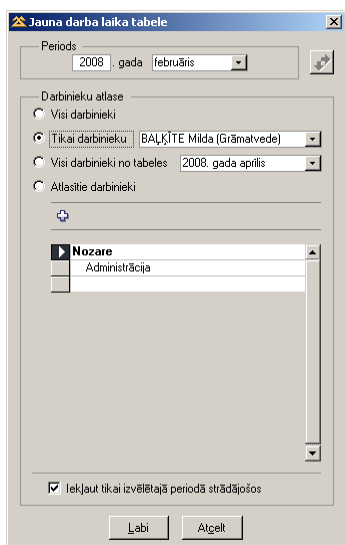 Jauna darba laika tabele
Periods
2008 . gada februāris
Darbinieku atlase
Visi darbinieki
Tikai darbinieku BAĻĶĪTE Milda (Grāmatvede)
Visi darbinieki no tabeles 2008. gada aprīlis
Atlasītie darbinieki
Nozare
Administrācija
Iekļaut tikai izvēlētajā periodā strādājošos
Labi Atcelt